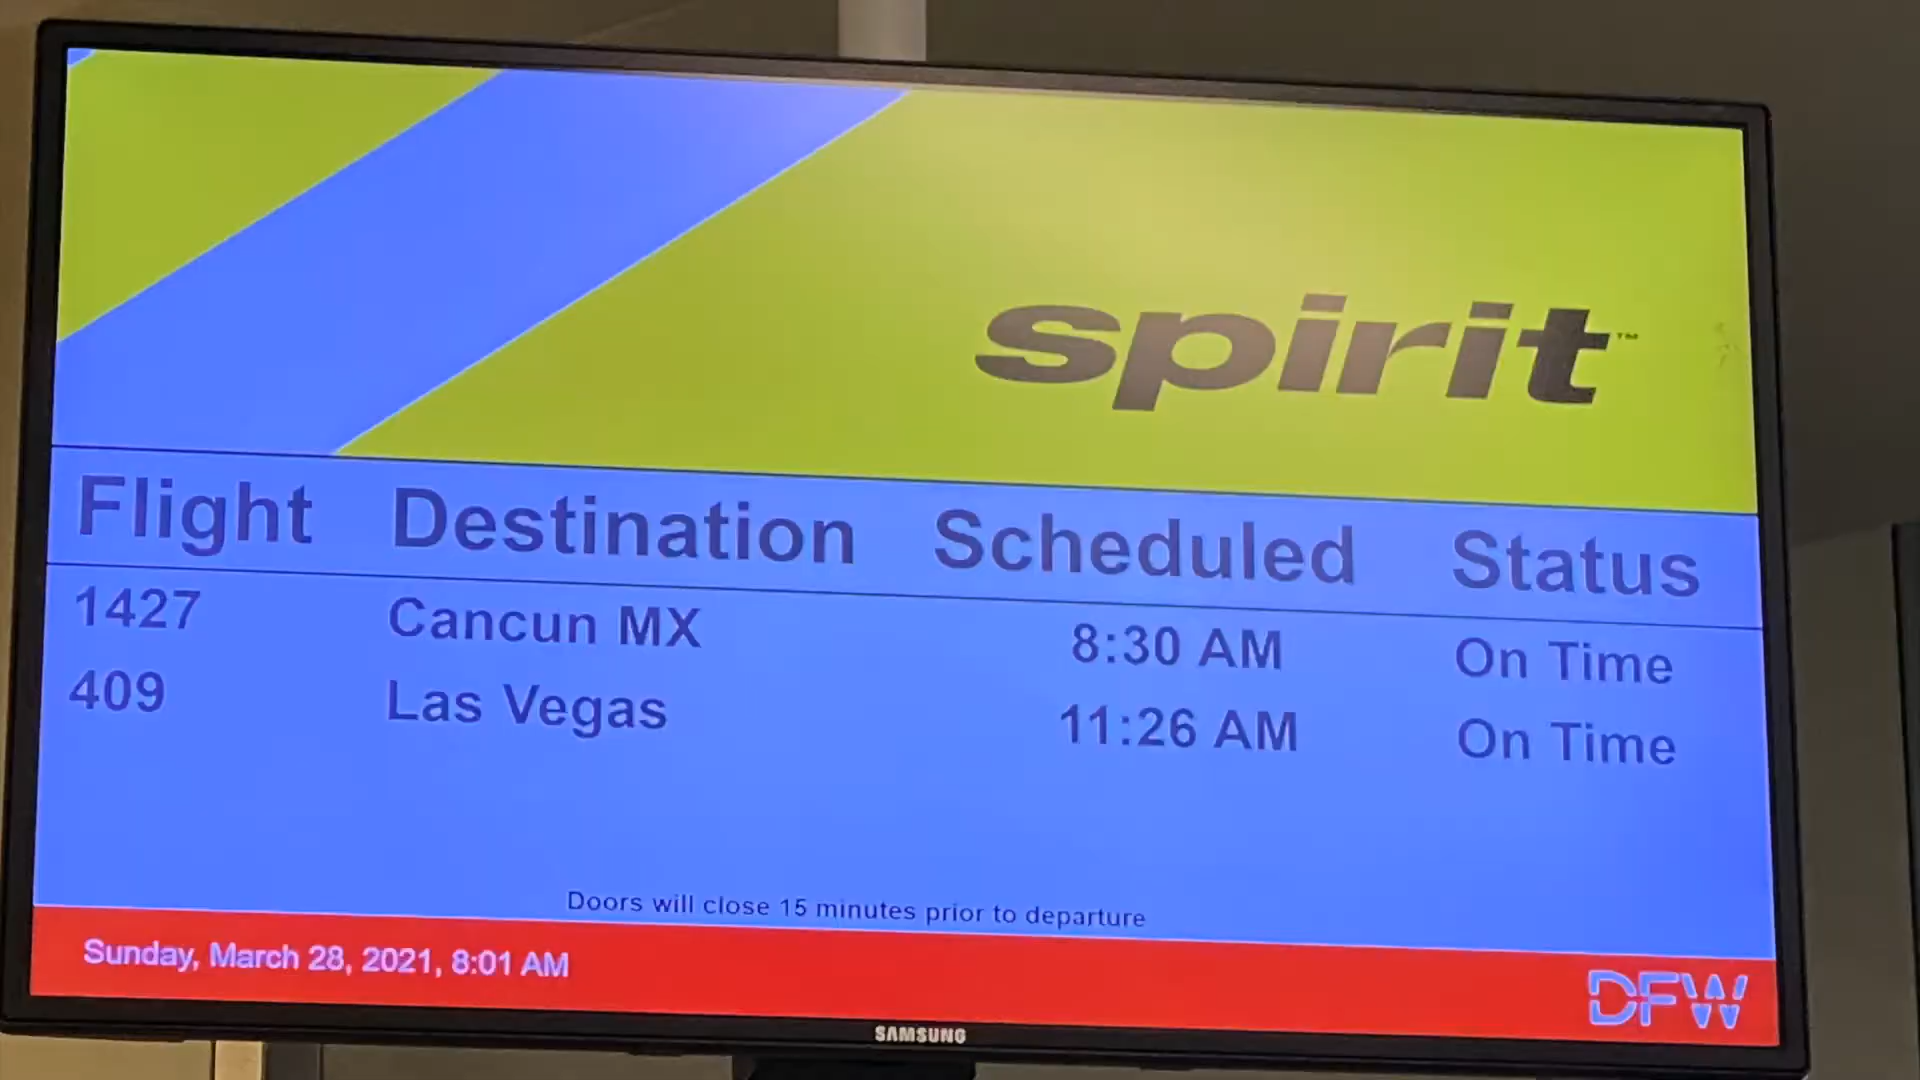 spirit™
Flight Destination Scheduled Status
1427 Cancun MX 8:30 AM On Time
409 Las Vegas 11:26 AM On Time
Doors will close 15 minutes prior to departure
Sunday, March 28, 2021, 8:01 AM
DFW
SAMSUNG